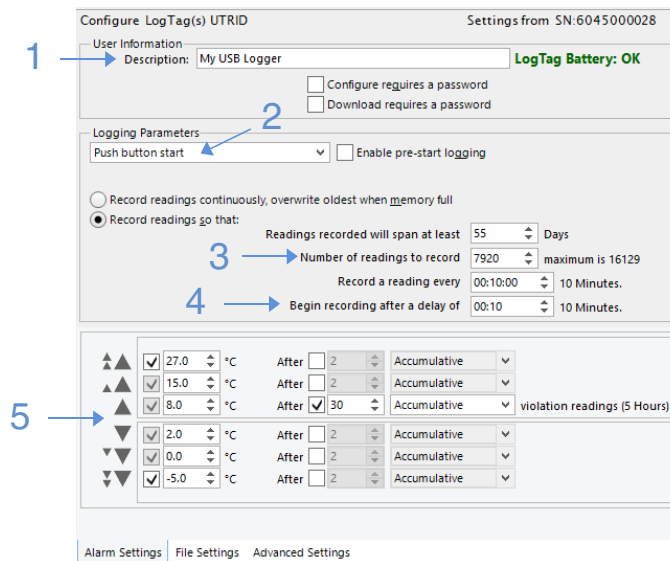 Configure LogTag(s) UTRID Settings from SN:6045000028
User Information
1 Description: My USB Logger LogTag Battery: OK
Configure requires a password
Download requires a password
2
Logging Parameters
Push button start Enable pre-start logging
Record readings continuously, overwrite oldest when memory full
Record readings so that:
Readings recorded will span at least 55 Days
3 Number of readings to record 7920 maximum is 16129
Record a reading every 00:10:00 10 Minutes.
4 Begin recording after a delay of 00:10 10 Minutes.
27.0 °C After 2 Accumulative
15.0 °C After 2 Accumulative
8.0 °C After 30 Accumulative violation readings (5 Hours)
5
2.0 °C After 2 Accumulative
0.0 °C After 2 Accumulative
-5.0 °C After 2 Accumulative
Alarm Settings File Settings Advanced Settings